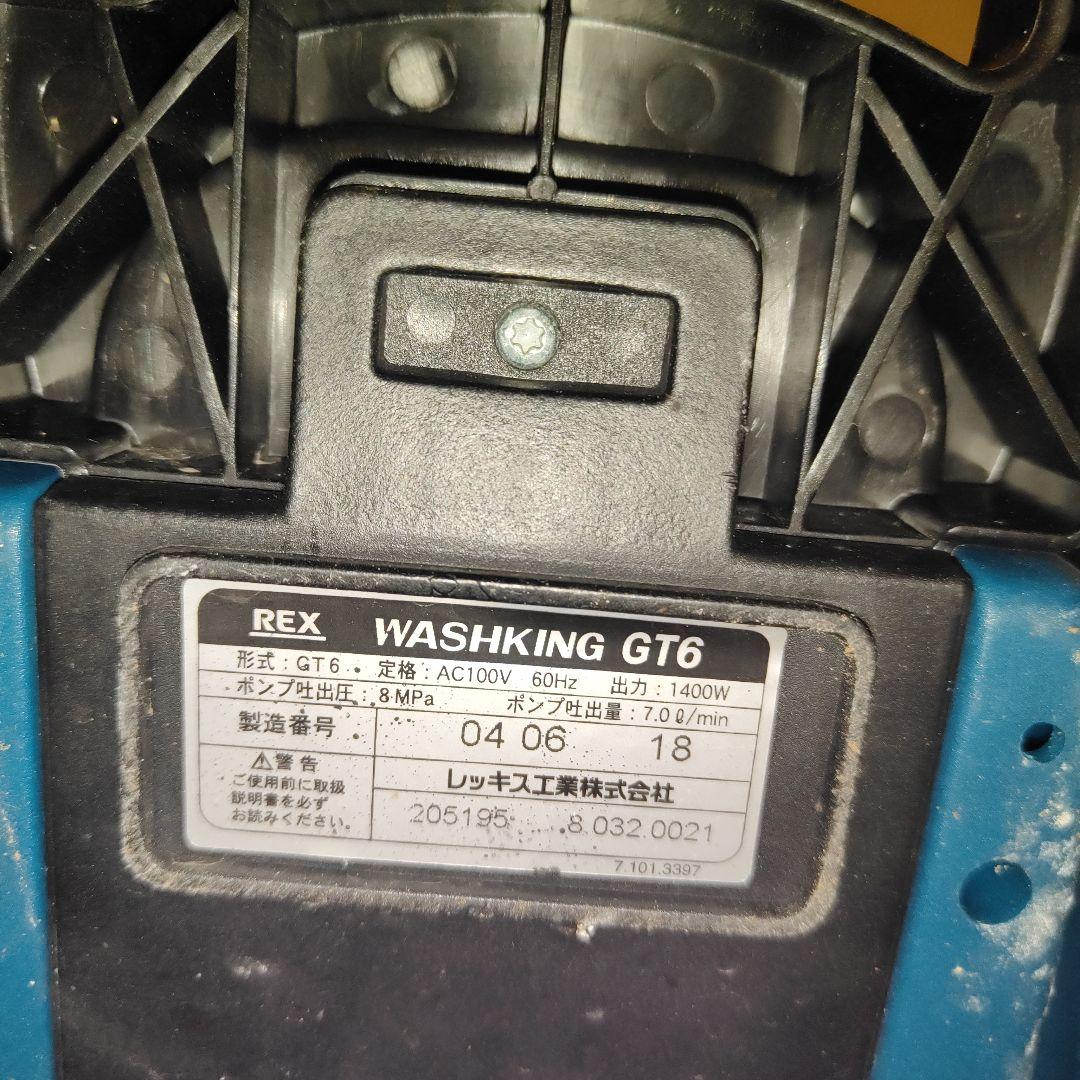 REX WASHKING GT6
形式:GT6 定格:AC100V 60Hz 出力:1400W
ポンプ吐出圧:8MPa ポンプ吐出量:7.0ℓ/min
製造番号 04 06 18
⚠警告
ご使用前に取扱
説明書を必ず
お読みください。
レッキス工業株式会社
205195 8.032.0021
7.101.3397